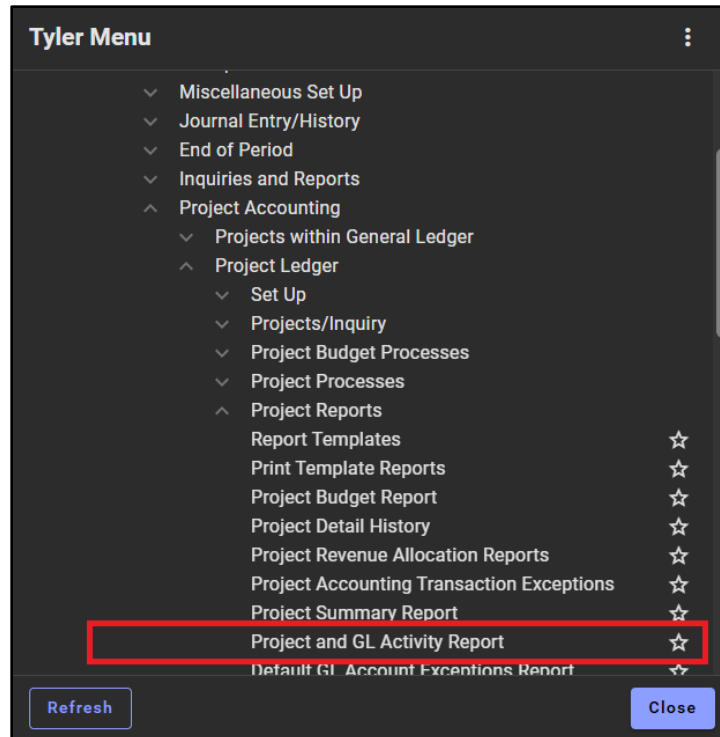 Tyler Menu
Miscellaneous Set Up
Journal Entry/History
End of Period
Inquiries and Reports
Project Accounting
Projects within General Ledger
Project Ledger
Set Up
Projects/Inquiry
Project Budget Processes
Project Processes
Project Reports
Report Templates
Print Template Reports
Project Budget Report
Project Detail History
Project Revenue Allocation Reports
Project Accounting Transaction Exceptions
Project Summary Report
Project and GL Activity Report
Default GL Account Exceptions Report
Refresh
Close